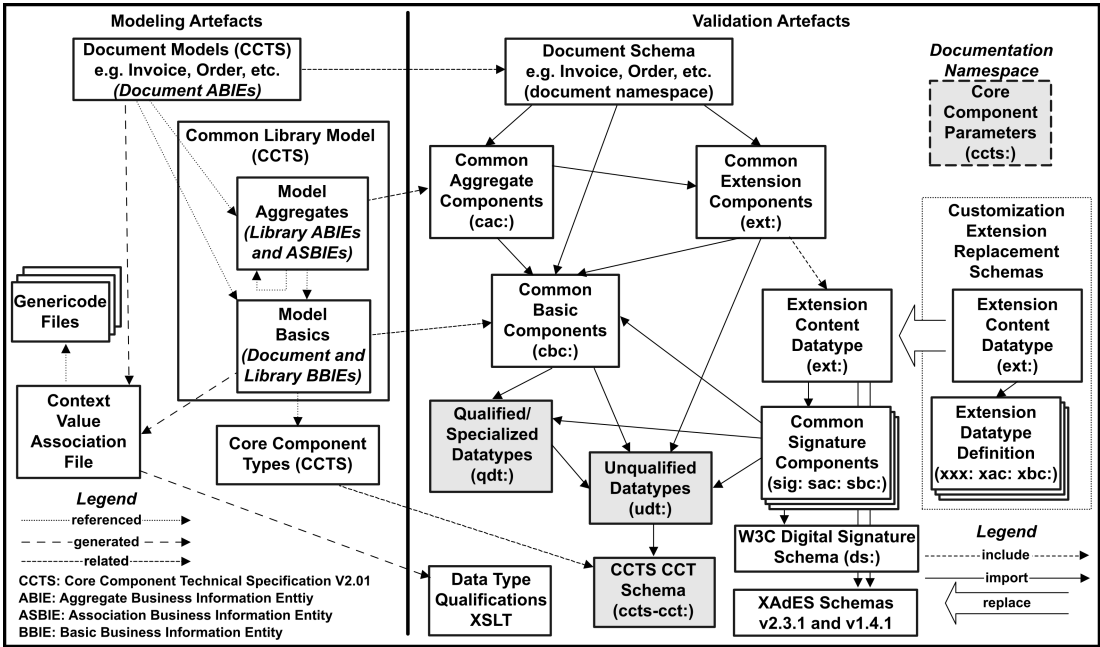 Modeling Artefacts
Document Models (CCTS)
e.g. Invoice, Order, etc.
(Document ABIEs)
Common Library Model
(CCTS)
Model
Aggregates
(Library ABIEs
and ASBIEs)
Model
Basics
(Document and
Library BBIEs)
Genericode
Files
Context
Value
Association
File
Core Component
Types (CCTS)
Legend
referenced
generated
related
CCTS: Core Component Technical Specification V2.01
ABIE: Aggregate Business Information Enttiy
ASBIE: Association Business Information Entity
BBIE: Basic Business Information Entity
Validation Artefacts
Document Schema
e.g. Invoice, Order, etc.
(document namespace)
Common
Aggregate
Components
(cac:)
Common
Extension
Components
(ext:)
Common
Basic
Components
(cbc:)
Extension
Content
Datatype
(ext:)
Qualified/
Specialized
Datatypes
(qdt:)
Unqualified
Datatypes
(udt:)
Common
Signature
Components
(sig: sac: sbc:)
W3C Digital Signature
Schema (ds:)
Data Type
Qualifications
XSLT
CCTS CCT
Schema
(ccts-cct:)
XAdES Schemas
v2.3.1 and v1.4.1
Documentation
Namespace
Core
Component
Parameters
(ccts:)
Customization
Extension
Replacement
Schemas
Extension
Content
Datatype
(ext:)
Extension
Datatype
Definition
(xxx: xac: xbc:)
Legend
include
import
replace